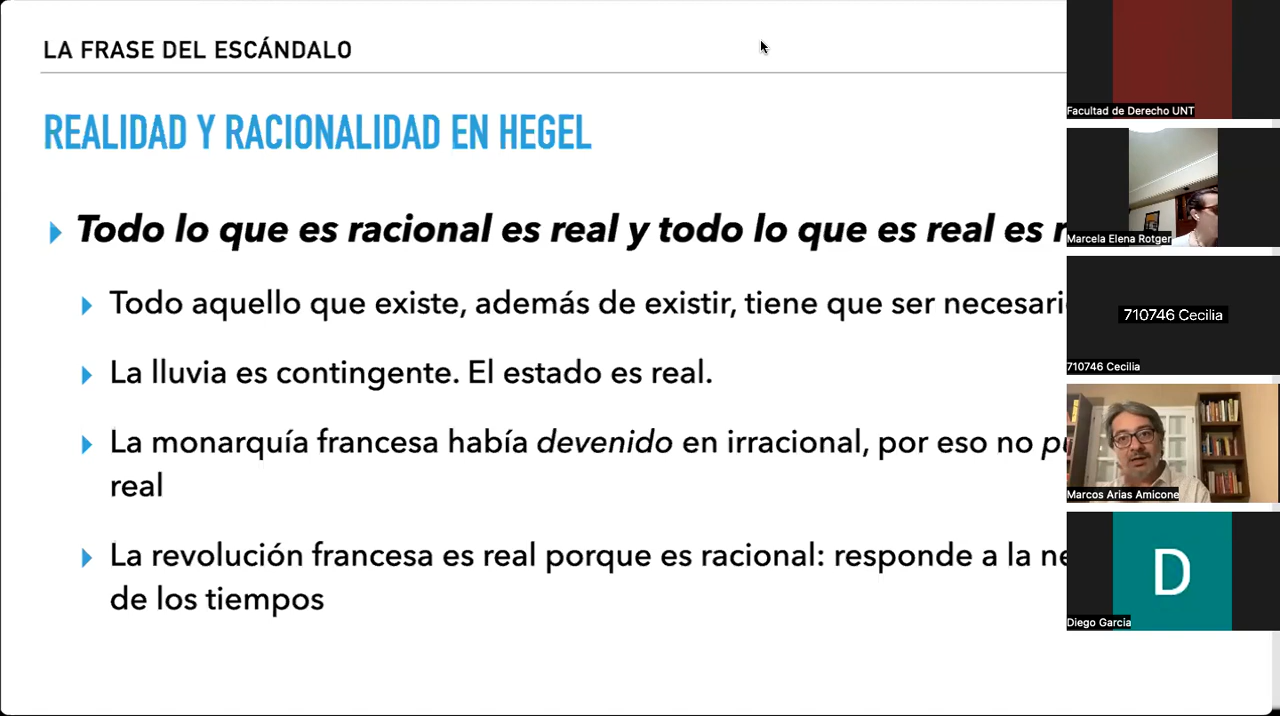 LA FRASE DEL ESCÁNDALO
REALIDAD Y RACIONALIDAD EN HEGEL
Todo lo que es racional es real y todo lo que es real es
Todo aquello que existe, además de existir, tiene que ser
La lluvia es contingente. El estado es real.
La monarquía francesa había devenido en irracional, por eso no
real
La revolución francesa es real porque es racional: responde a la
de los tiempos
Facultad de Derecho UNT
Marcela Elena Rotger
710746 Cecilia
710746 Cecilia
Marcos Arias Amicone
D
Diego Garcia